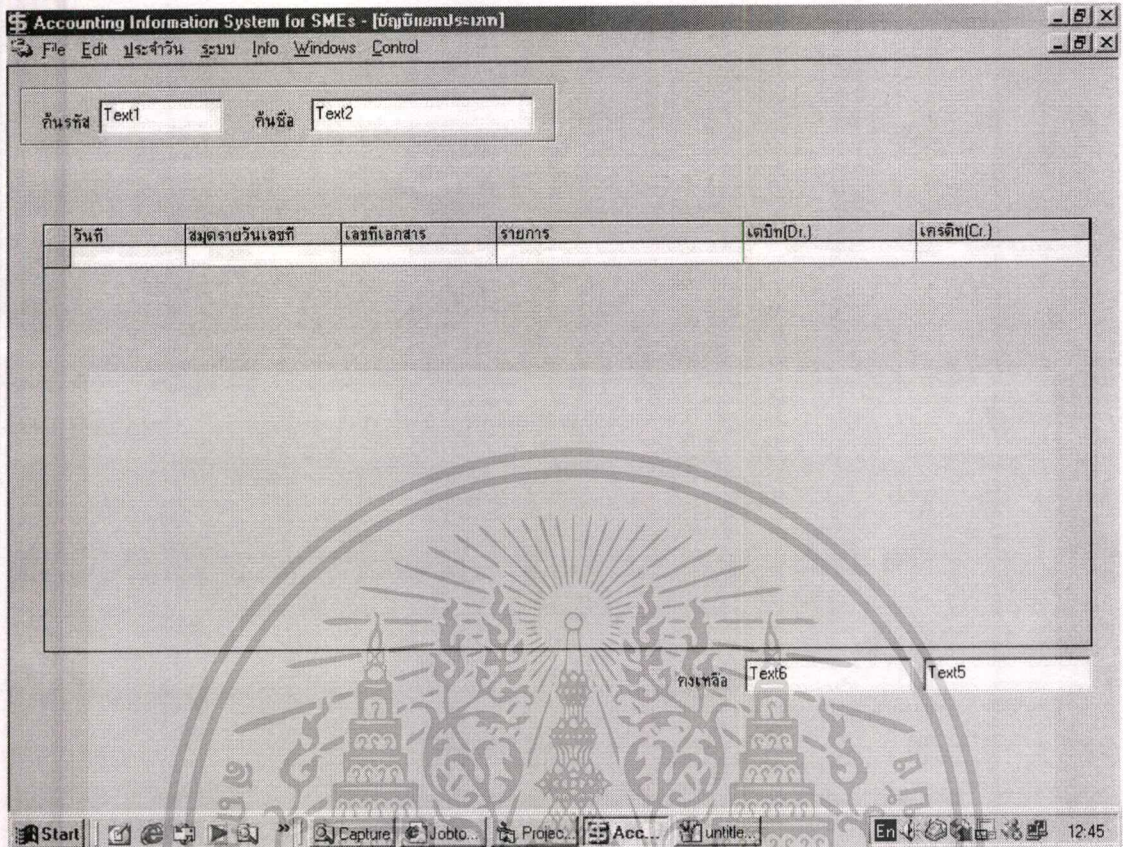 Accounting Information System for SMEs - [บัญชีแยกประเภท]
File Edit ประจำวัน ระบบ Info Windows Control
ค้นรหัส Text1 ค้นชื่อ Text2
วันที่ สมุดรายวันเลขที่ เลขที่เอกสาร รายการ เดบิท(Dr.) เครดิท(Cr.)
คงเหลือ Text6 Text5
Start » Capture Jobto... Projec... Acc... untitle... En 12:45